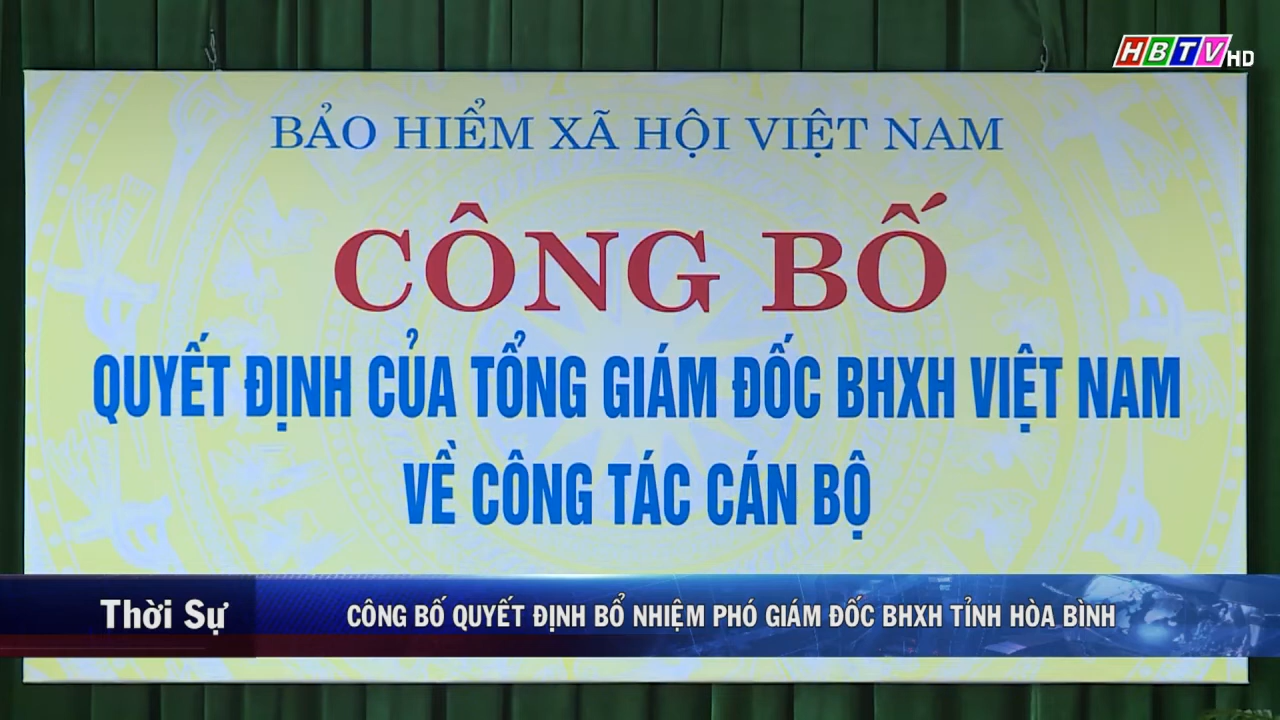 HBTV HD
BẢO HIỂM XÃ HỘI VIỆT NAM
CÔNG BỐ
QUYẾT ĐỊNH CỦA TỔNG GIÁM ĐỐC BHXH VIỆT NAM
VỀ CÔNG TÁC CÁN BỘ
Thời Sự
CÔNG BỐ QUYẾT ĐỊNH BỔ NHIỆM PHÓ GIÁM ĐỐC BHXH TỈNH HÒA BÌNH